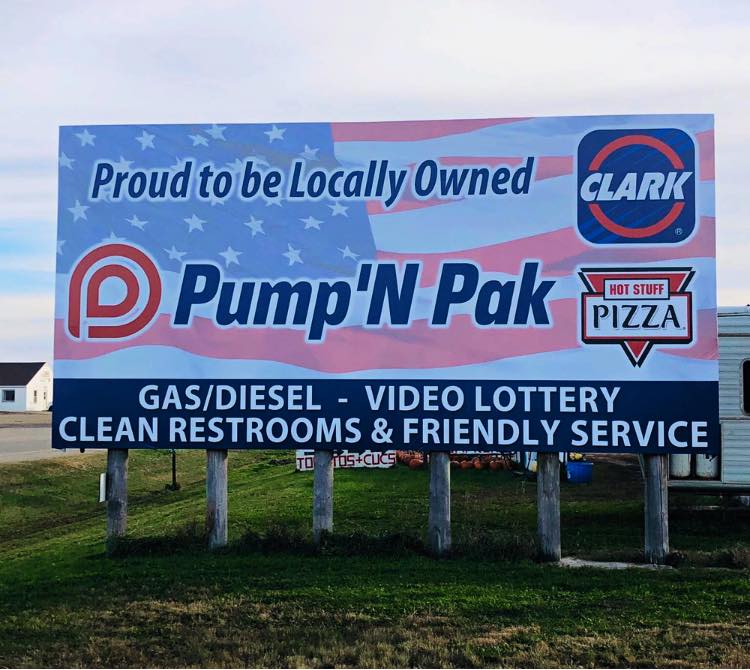 Proud to be Locally Owned
CLARK
®
Pump'N Pak
HOT STUFF
PIZZA
GAS/DIESEL - VIDEO LOTTERY
CLEAN RESTROOMS & FRIENDLY SERVICE
+CUCS